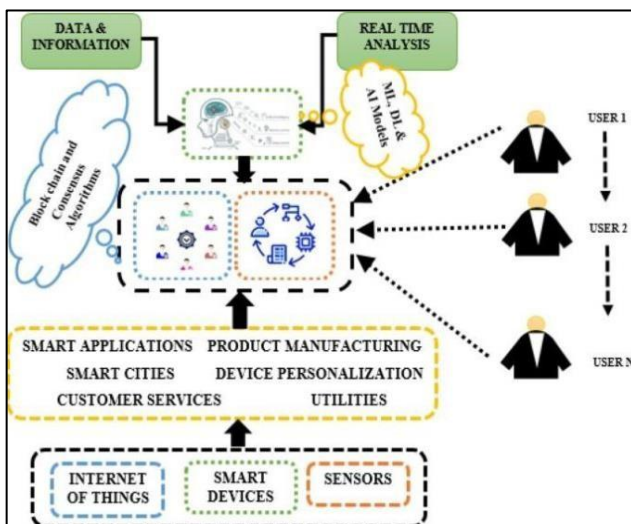 DATA &
INFORMATION
REAL TIME
ANALYSIS
ML, DL &
AI Models
Block chain and
Consensus
Algorithms
USER 1
USER 2
USER N
SMART APPLICATIONS
PRODUCT MANUFACTURING
SMART CITIES
DEVICE PERSONALIZATION
CUSTOMER SERVICES
UTILITIES
INTERNET
OF THINGS
SMART
DEVICES
SENSORS